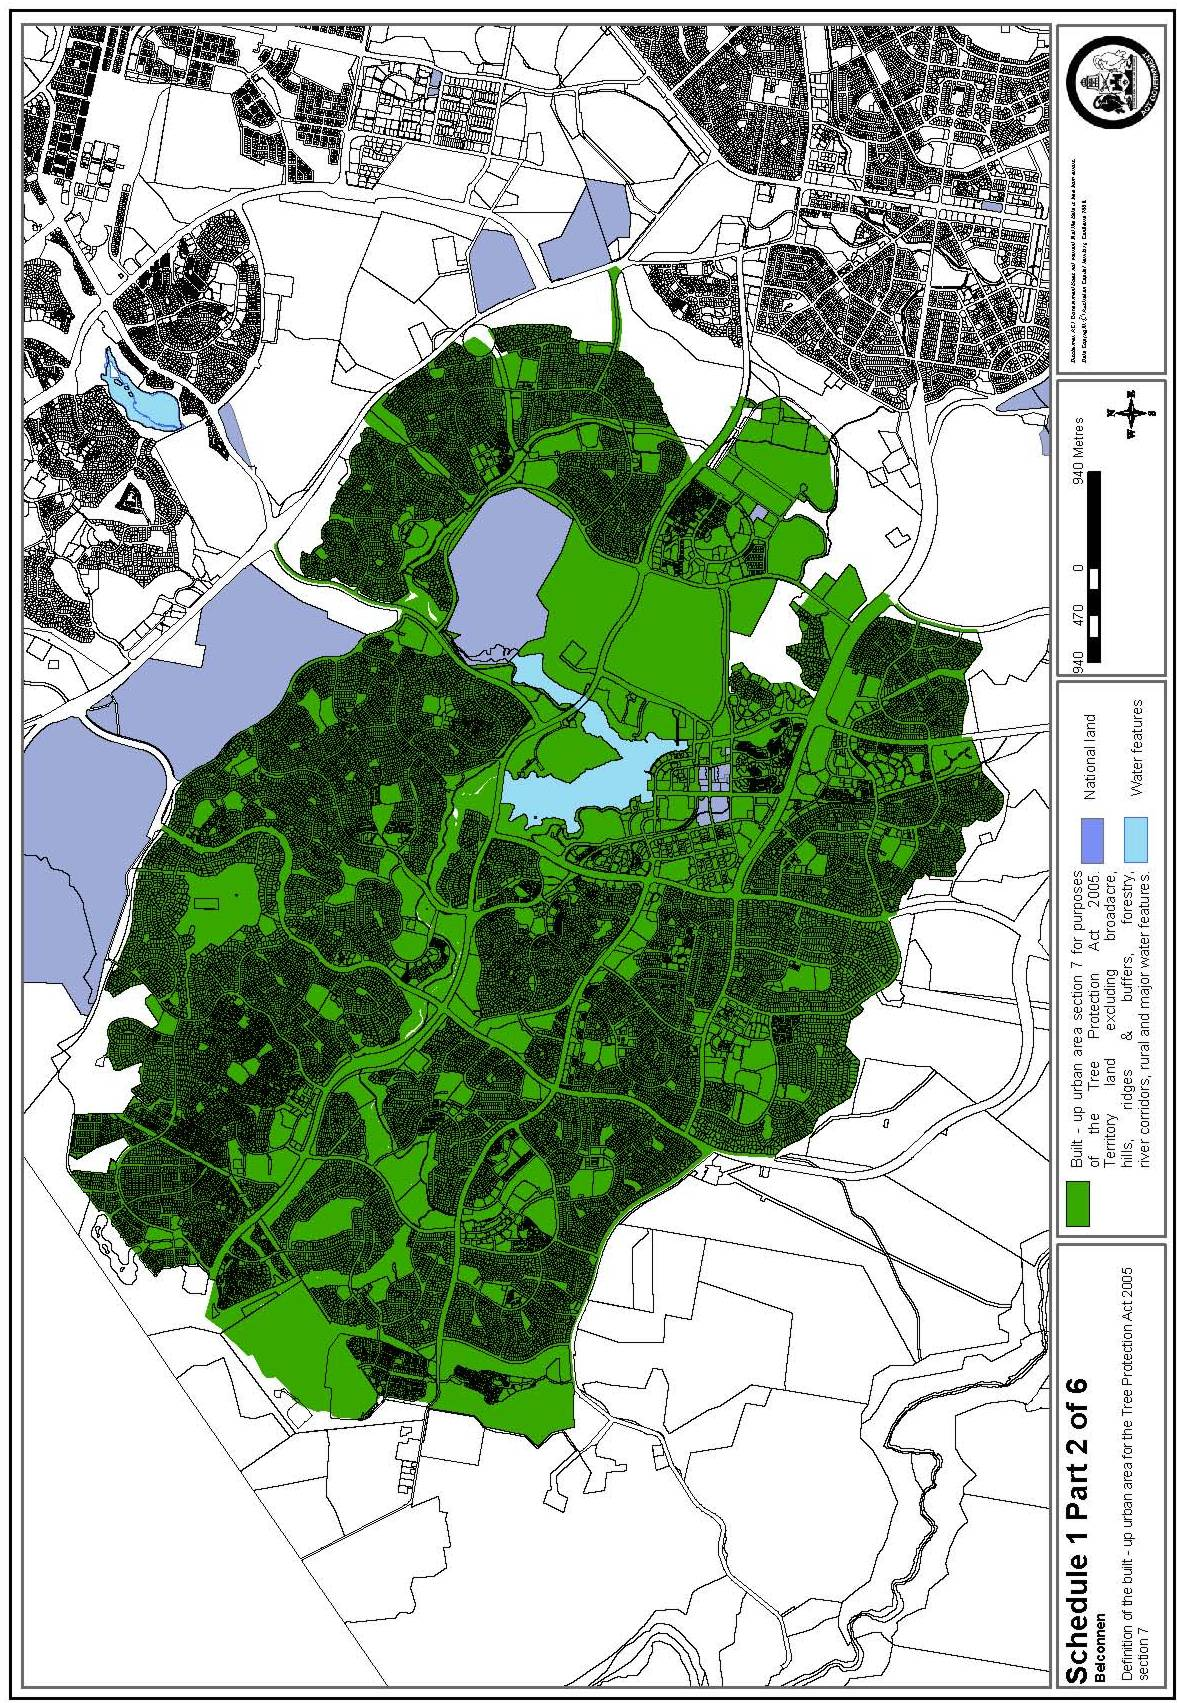 Schedule 1 Part 2 of 6
Belconnen
Definition of the built - up urban area for the Tree Protection Act 2005
section 7
Built - up urban area section 7 for purposes
of the Tree Protection Act 2005.
Territory land excluding broadacre,
hills, ridges & buffers, forestry,
river corridors, rural and major water features.
National land
Water features
940 470 0 940 Metres
N
W E
S